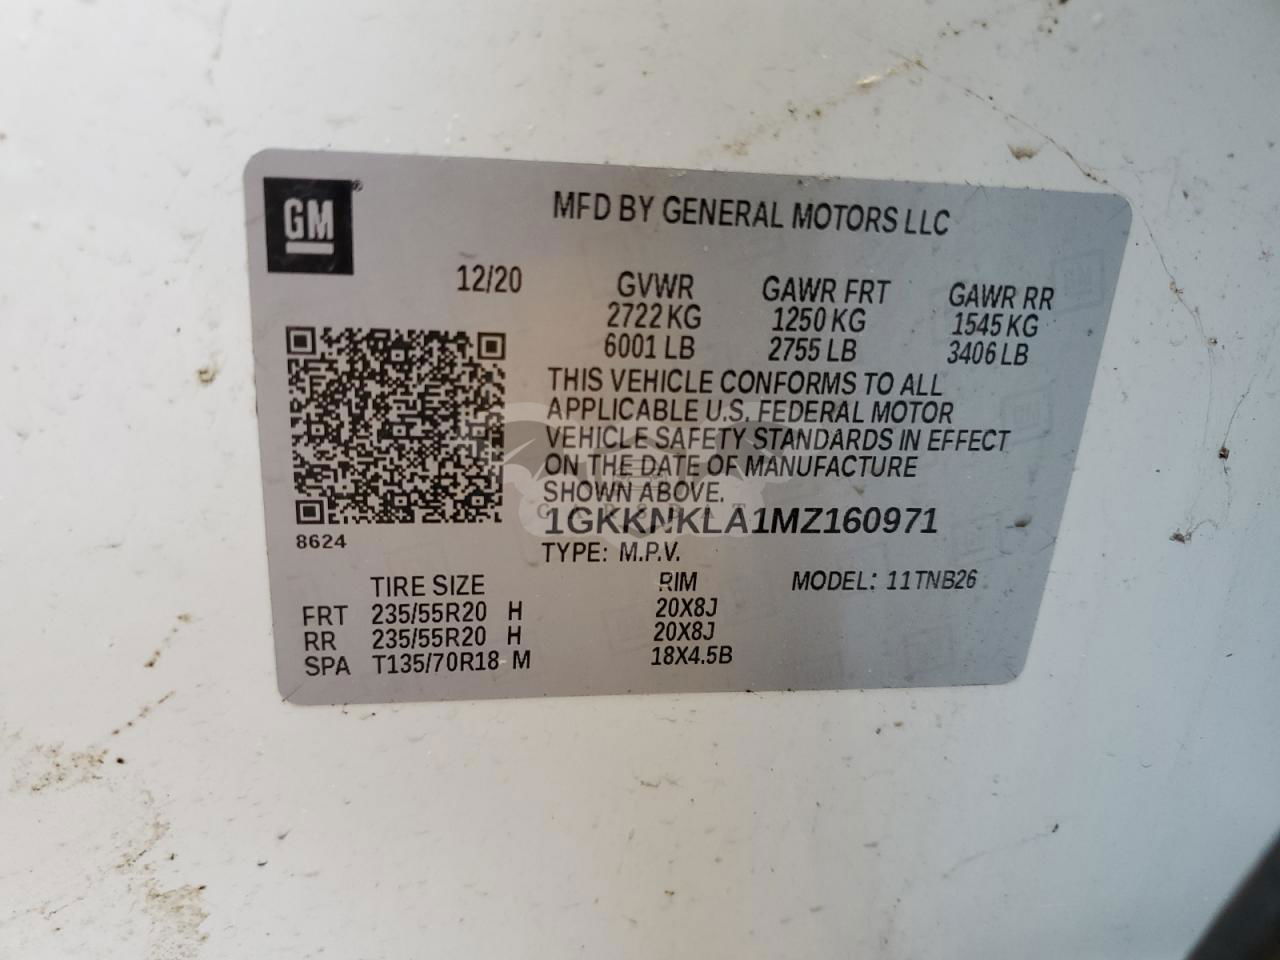 GM®
MFD BY GENERAL MOTORS LLC
12/20
GVWR GAWR FRT GAWR RR
2722 KG 1250 KG 1545 KG
6001 LB 2755 LB 3406 LB
THIS VEHICLE CONFORMS TO ALL
APPLICABLE U.S. FEDERAL MOTOR
VEHICLE SAFETY STANDARDS IN EFFECT
ON THE DATE OF MANUFACTURE
SHOWN ABOVE.
1GKKNKLA1MZ160971
8624
TYPE: M.P.V.
TIRE SIZE RIM MODEL: 11TNB26
FRT 235/55R20 H 20X8J
RR 235/55R20 H 20X8J
SPA T135/70R18 M 18X4.5B